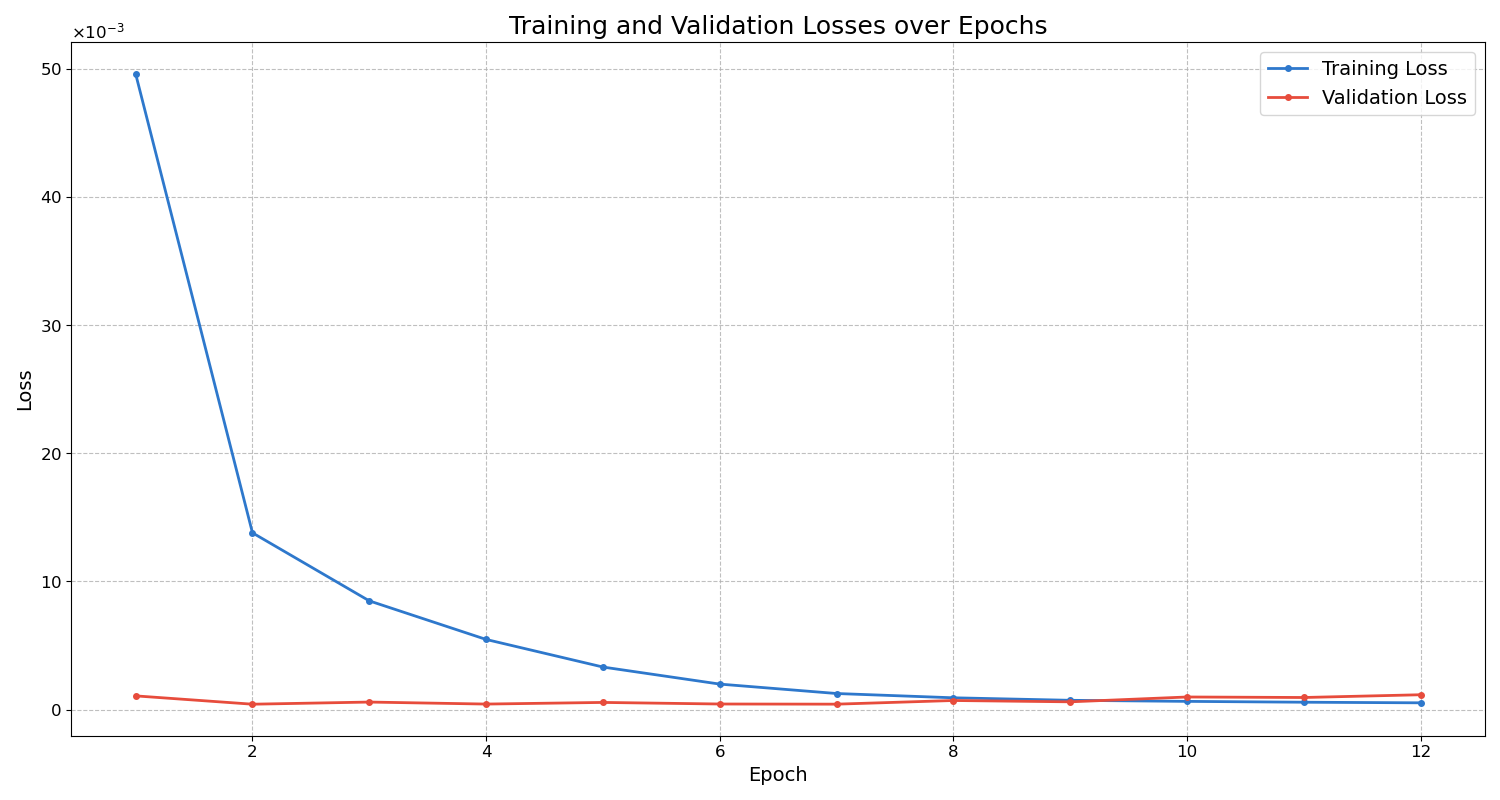 Training and Validation Losses over Epochs
×10⁻³
Training Loss
Validation Loss
50
40
30
20
10
0
Loss
2 4 6 8 10 12
Epoch